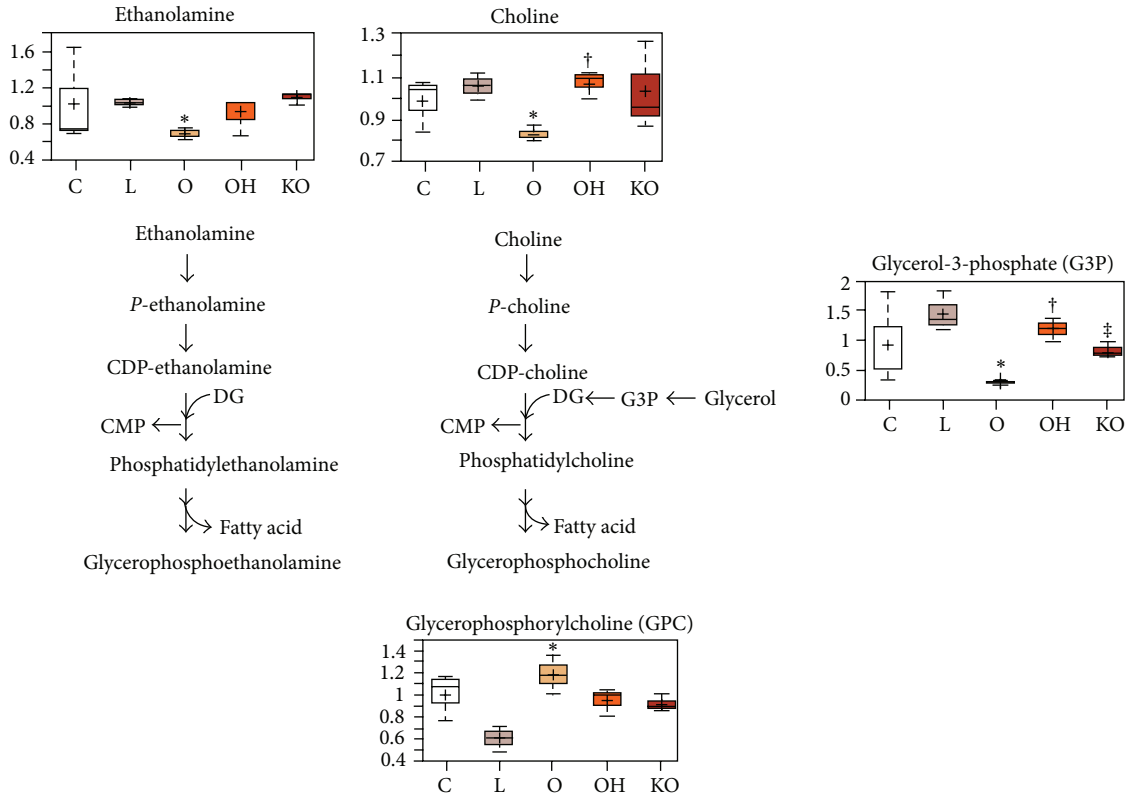 Ethanolamine
1.6
1.2
0.8
0.4
*
C L O OH KO
Choline
1.3
1.1
0.9
0.7
*
†
C L O OH KO
Ethanolamine
P-ethanolamine
CDP-ethanolamine
DG
CMP
Phosphatidylethanolamine
Fatty acid
Glycerophosphoethanolamine
Choline
P-choline
CDP-choline
DG G3P Glycerol
CMP
Phosphatidylcholine
Fatty acid
Glycerophosphocholine
Glycerol-3-phosphate (G3P)
2
1.5
1
0.5
0
*
†
‡
C L O OH KO
Glycerophosphorylcholine (GPC)
1.4
1.2
1
0.8
0.6
0.4
*
C L O OH KO